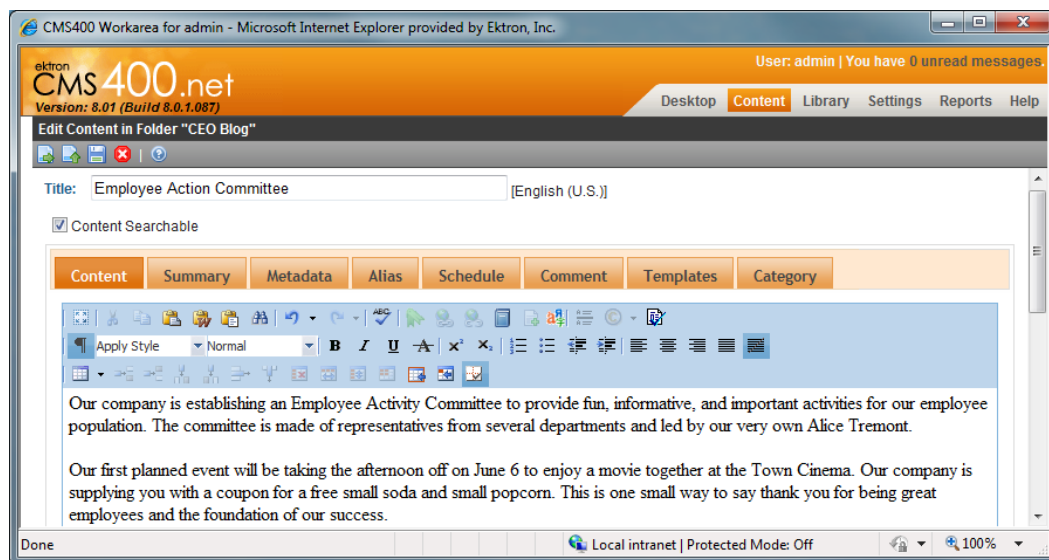 CMS400 Workarea for admin - Microsoft Internet Explorer provided by Ektron, Inc.
User: admin | You have 0 unread messages.
ektron
CMS400.net
Version: 8.01 (Build 8.0.1.087)
Desktop Content Library Settings Reports Help
Edit Content in Folder "CEO Blog"
Title: Employee Action Committee [English (U.S.)]
Content Searchable
Content Summary Metadata Alias Schedule Comment Templates Category
ABC
Apply Style Normal B I U A x² x₂
Our company is establishing an Employee Activity Committee to provide fun, informative, and important activities for our employee
population. The committee is made of representatives from several departments and led by our very own Alice Tremont.
Our first planned event will be taking the afternoon off on June 6 to enjoy a movie together at the Town Cinema. Our company is
supplying you with a coupon for a free small soda and small popcorn. This is one small way to say thank you for being great
employees and the foundation of our success.
Done Local intranet | Protected Mode: Off 100%